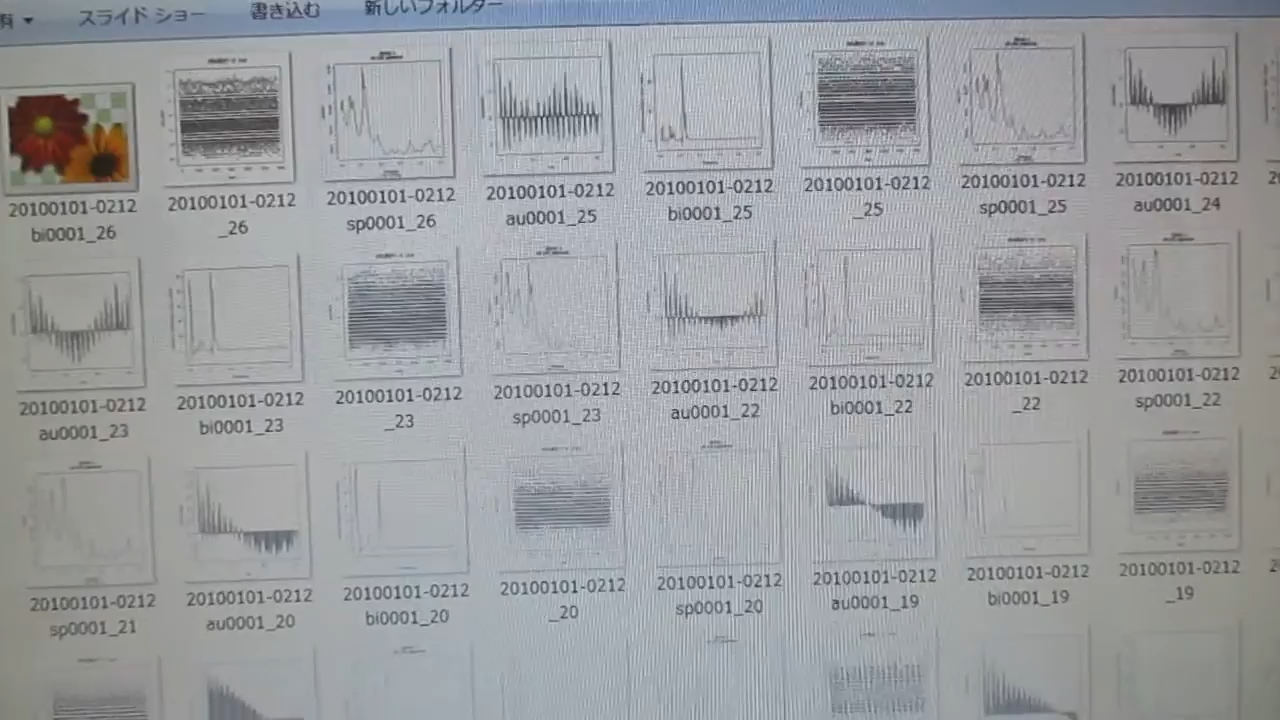 有 ▼ スライド ショー 書き込む 新しいフォルダー
20100101-0212 20100101-0212 20100101-0212 20100101-0212 20100101-0212 20100101-0212 20100101-0212 20100101-0212
bi0001_26 _26 sp0001_26 au0001_25 bi0001_25 _25 sp0001_25 au0001_24
20100101-0212 20100101-0212 20100101-0212 20100101-0212 20100101-0212 20100101-0212 20100101-0212 20100101-0212
au0001_23 bi0001_23 _23 sp0001_23 au0001_22 bi0001_22 _22 sp0001_22
20100101-0212 20100101-0212 20100101-0212 20100101-0212 20100101-0212 20100101-0212 20100101-0212 20100101-0212
sp0001_21 au0001_20 bi0001_20 _20 sp0001_20 au0001_19 bi0001_19 _19